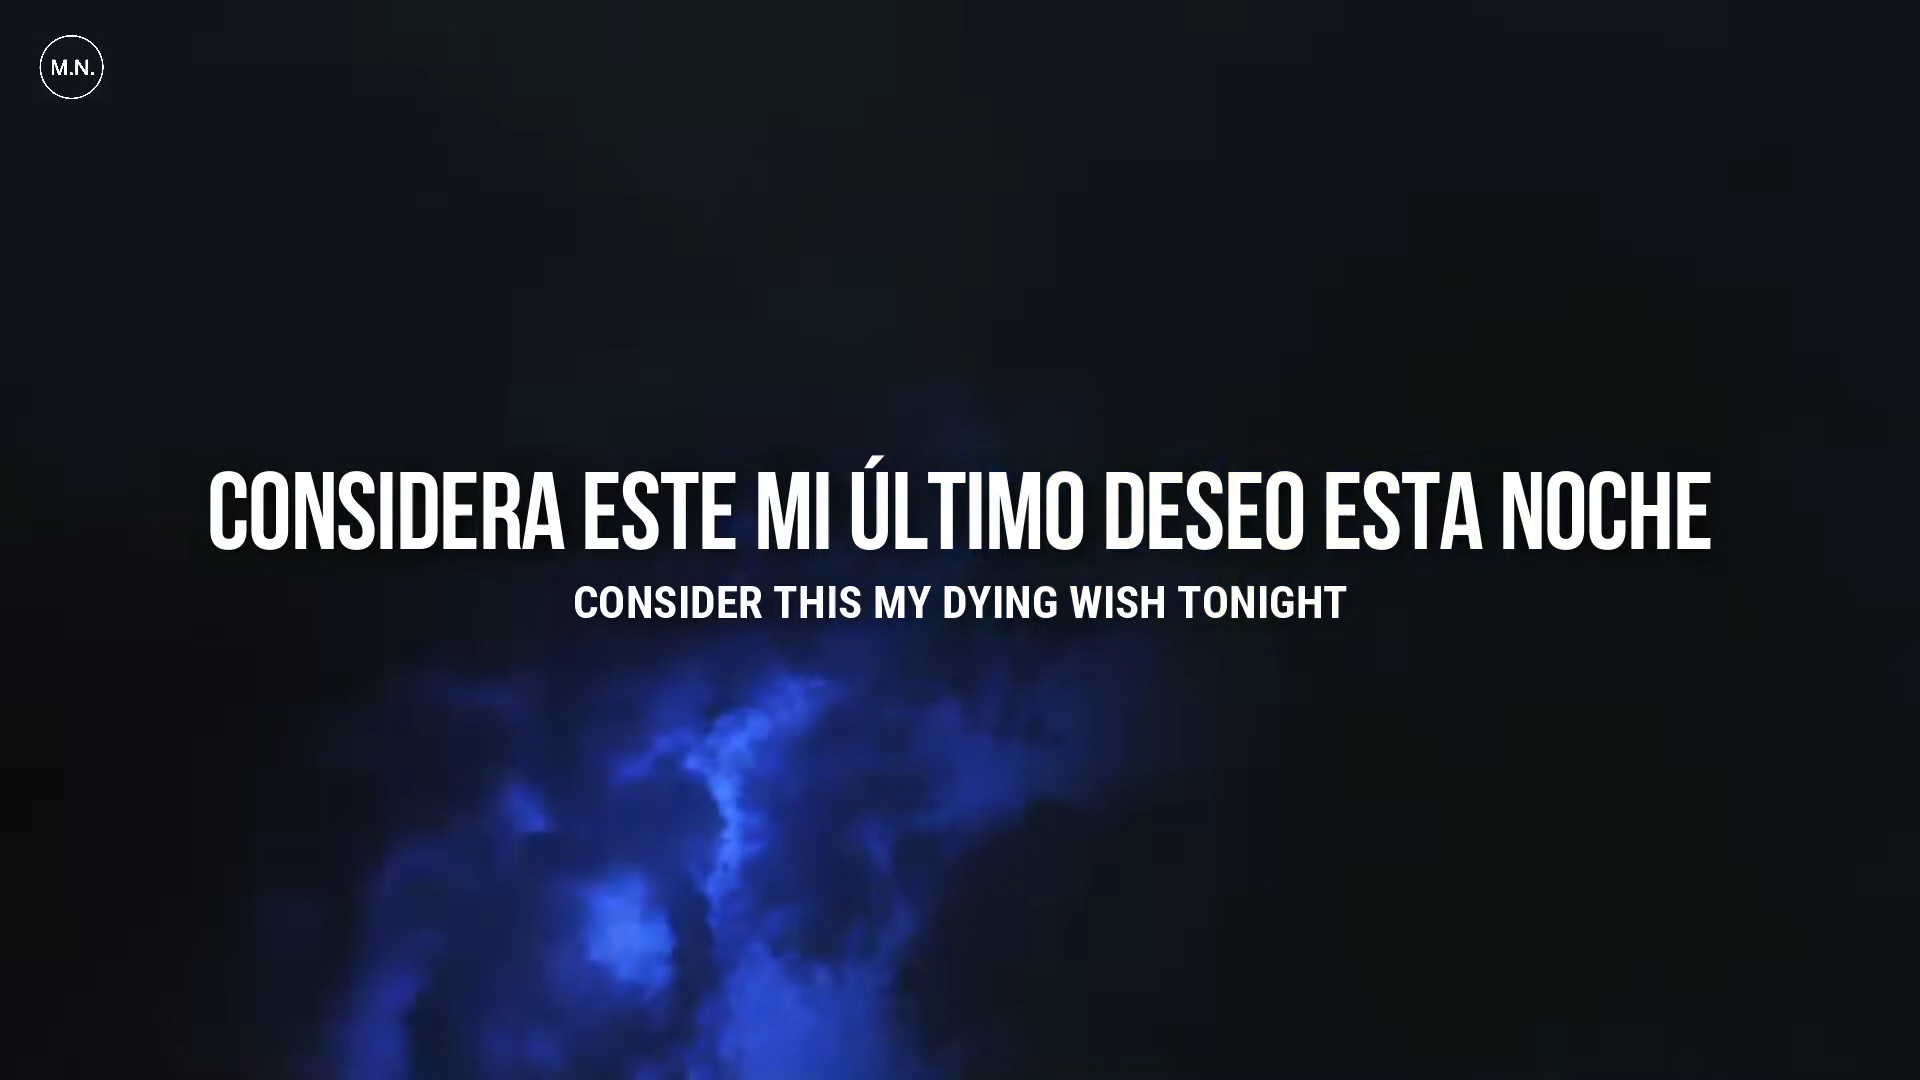 M.N.
CONSIDERA ESTE MI ÚLTIMO DESEO ESTA NOCHE
CONSIDER THIS MY DYING WISH TONIGHT